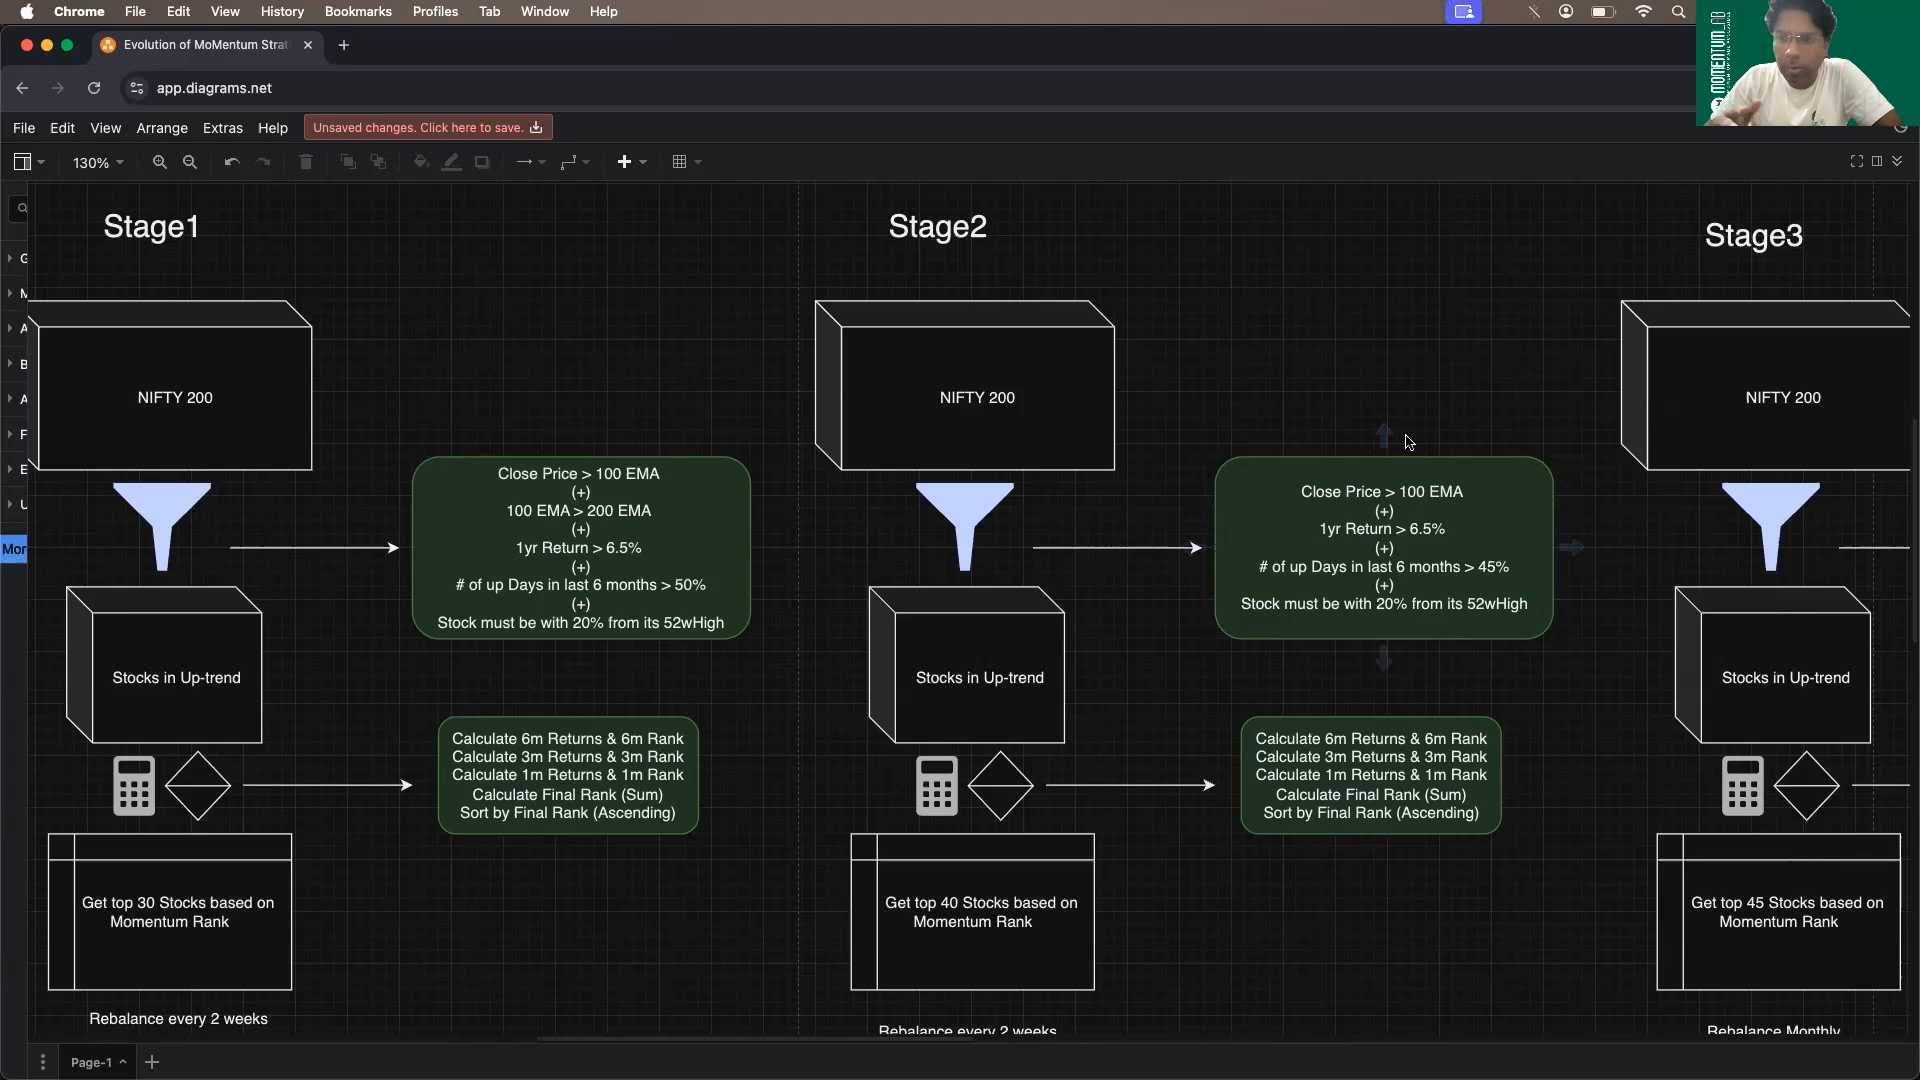 Chrome File Edit View History Bookmarks Profiles Tab Window Help
Evolution of MoMentum Strat
app.diagrams.net
File Edit View Arrange Extras Help Unsaved changes. Click here to save.
130%
MOMENTUM_LAB
Stage1
NIFTY 200
Close Price > 100 EMA
(+)
100 EMA > 200 EMA
(+)
1yr Return > 6.5%
(+)
# of up Days in last 6 months > 50%
(+)
Stock must be with 20% from its 52wHigh
Stocks in Up-trend
Calculate 6m Returns & 6m Rank
Calculate 3m Returns & 3m Rank
Calculate 1m Returns & 1m Rank
Calculate Final Rank (Sum)
Sort by Final Rank (Ascending)
Get top 30 Stocks based on
Momentum Rank
Rebalance every 2 weeks
Stage2
NIFTY 200
Close Price > 100 EMA
(+)
1yr Return > 6.5%
(+)
# of up Days in last 6 months > 45%
(+)
Stock must be with 20% from its 52wHigh
Stocks in Up-trend
Calculate 6m Returns & 6m Rank
Calculate 3m Returns & 3m Rank
Calculate 1m Returns & 1m Rank
Calculate Final Rank (Sum)
Sort by Final Rank (Ascending)
Get top 40 Stocks based on
Momentum Rank
Rebalance every 2 weeks
Stage3
NIFTY 200
Stocks in Up-trend
Get top 45 Stocks based on
Momentum Rank
Rebalance Monthly
G
M
A
B
A
F
E
U
Mor
Page-1